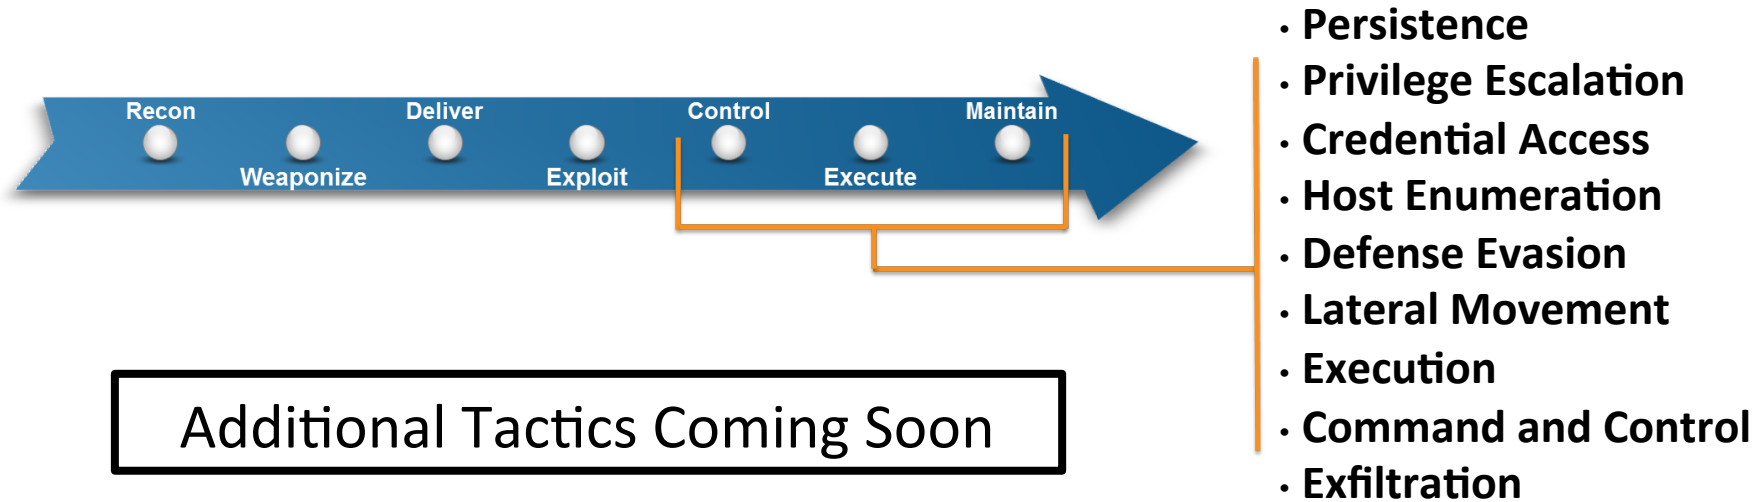 Recon
Weaponize
Deliver
Exploit
Control
Execute
Maintain
• Persistence
• Privilege Escalation
• Credential Access
• Host Enumeration
• Defense Evasion
• Lateral Movement
• Execution
• Command and Control
• Exfiltration
Additional Tactics Coming Soon